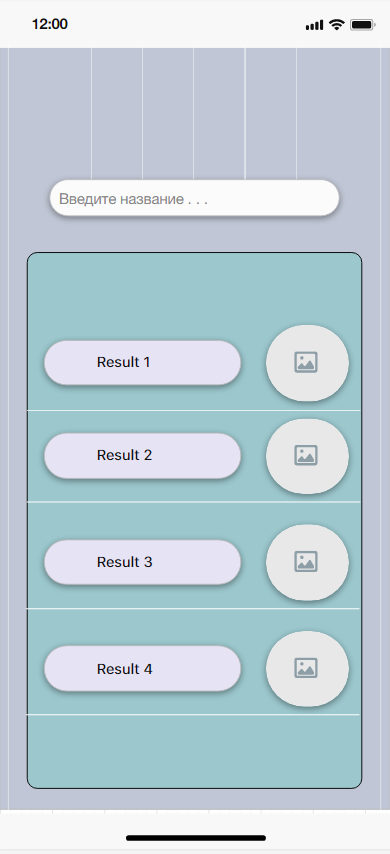 12:00
Введите название . . .
Result 1
Result 2
Result 3
Result 4